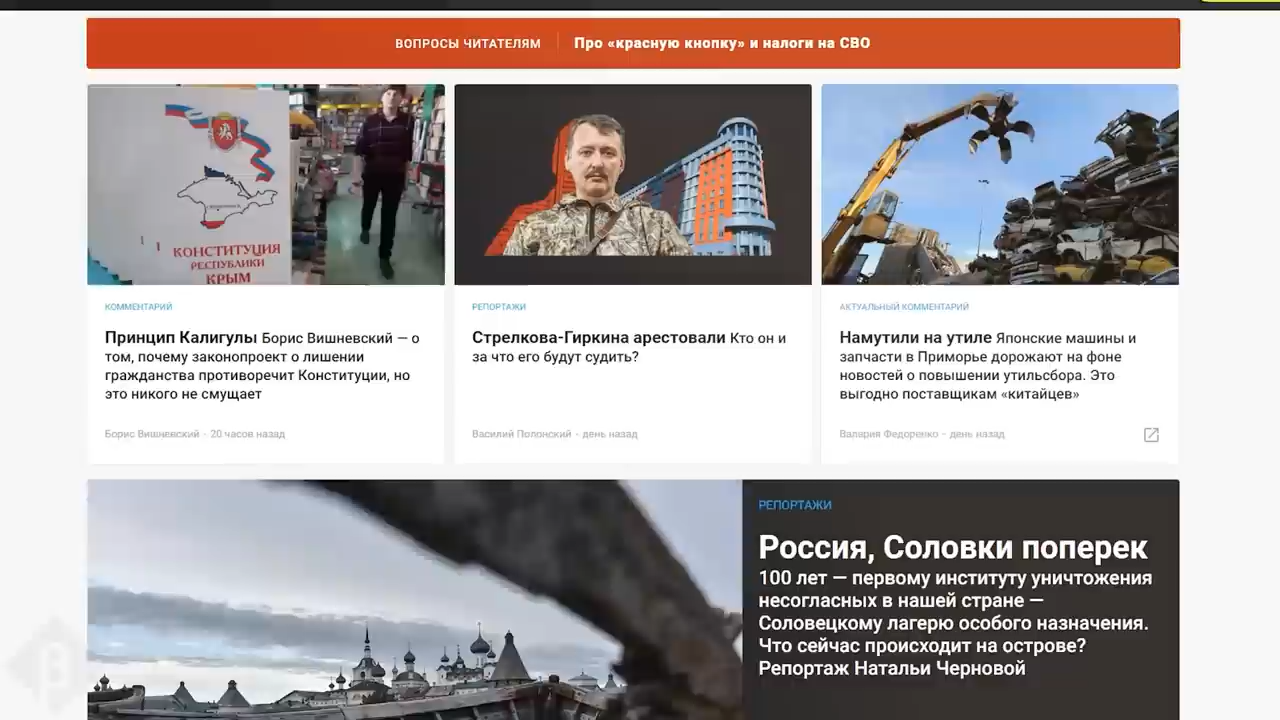 ВОПРОСЫ ЧИТАТЕЛЯМ
Про «красную кнопку» и налоги на СВО
КОНСТИТУЦИЯ
РЕСПУБЛИКИ
КРЫМ
КОММЕНТАРИЙ
Принцип Калигулы Борис Вишневский — о
том, почему законопроект о лишении
гражданства противоречит Конституции, но
это никого не смущает
Борис Вишневский - 20 часов назад
РЕПОРТАЖИ
Стрелкова-Гиркина арестовали Кто он и
за что его будут судить?
Василий Полонский - день назад
АКТУАЛЬНЫЙ КОММЕНТАРИЙ
Намутили на утиле Японские машины и
запчасти в Приморье дорожают на фоне
новостей о повышении утильсбора. Это
выгодно поставщикам «китайцев»
Валерия Федоренко - день назад
РЕПОРТАЖИ
Россия, Соловки поперек
100 лет — первому институту уничтожения
несогласных в нашей стране —
Соловецкому лагерю особого назначения.
Что сейчас происходит на острове?
Репортаж Натальи Черновой